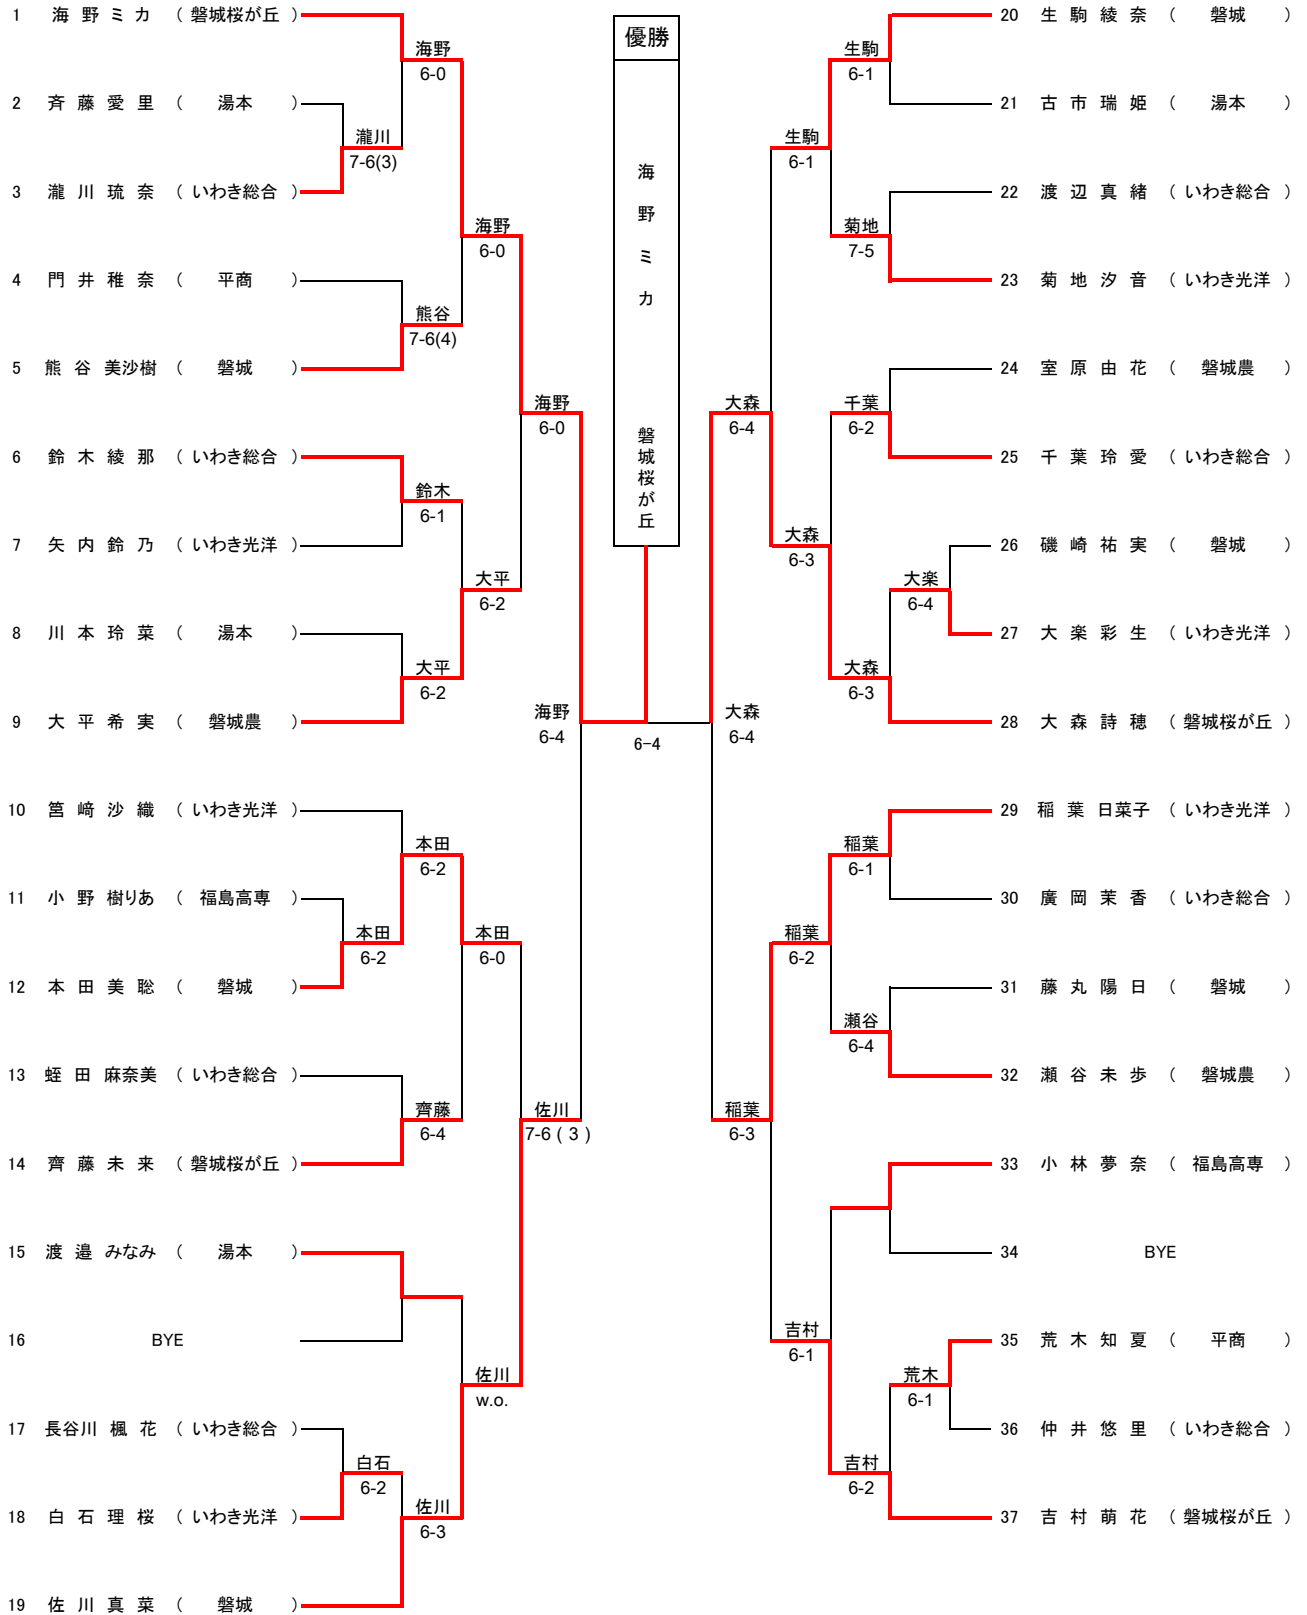 1 海野ミカ （ 磐城桜が丘 ）
海野
6-0
2 斉藤愛里 （ 湯本 ）
瀧川
7-6(3)
3 瀧川琉奈 （ いわき総合 ）
海野
6-0
4 門井稚奈 （ 平商 ）
熊谷
7-6(4)
5 熊谷 美沙樹 （ 磐城 ）
海野
6-0
6 鈴木綾那 （ いわき総合 ）
鈴木
6-1
7 矢内鈴乃 （ いわき光洋 ）
大平
6-2
8 川本玲菜 （ 湯本 ）
大平
6-2
9 大平希実 （ 磐城農 ）
海野
6-4
10 筥﨑沙織 （ いわき光洋 ）
本田
6-2
11 小野 樹りあ （ 福島高専 ）
本田
6-2
本田
6-0
12 本田美聡 （ 磐城 ）
13 蛭田 麻奈美 （ いわき総合 ）
齊藤
6-4
佐川
7-6 ( 3 )
14 齊藤未来 （ 磐城桜が丘 ）
15 渡邉 みなみ （ 湯本 ）
16 BYE
佐川
w.o.
17 長谷川 楓花 （ いわき総合 ）
白石
6-2
18 白石理桜 （ いわき光洋 ）
佐川
6-3
19 佐川真菜 （ 磐城 ）
優勝
海野ミカ
磐城桜が丘
6-4
20 生駒綾奈 （ 磐城 ）
生駒
6-1
21 古市瑞姫 （ 湯本 ）
生駒
6-1
22 渡辺真緒 （ いわき総合 ）
菊地
7-5
23 菊地汐音 （ いわき光洋 ）
24 室原由花 （ 磐城農 ）
大森
6-4
千葉
6-2
25 千葉玲愛 （ いわき総合 ）
大森
6-3
26 磯崎祐実 （ 磐城 ）
大楽
6-4
27 大楽彩生 （ いわき光洋 ）
大森
6-3
28 大森詩穂 （ 磐城桜が丘 ）
大森
6-4
29 稲葉 日菜子 （ いわき光洋 ）
稲葉
6-1
30 廣岡茉香 （ いわき総合 ）
稲葉
6-2
31 藤丸陽日 （ 磐城 ）
瀬谷
6-4
32 瀬谷未歩 （ 磐城農 ）
稲葉
6-3
33 小林夢奈 （ 福島高専 ）
34 BYE
吉村
6-1
35 荒木知夏 （ 平商 ）
荒木
6-1
36 仲井悠里 （ いわき総合 ）
吉村
6-2
37 吉村萌花 （ 磐城桜が丘 ）